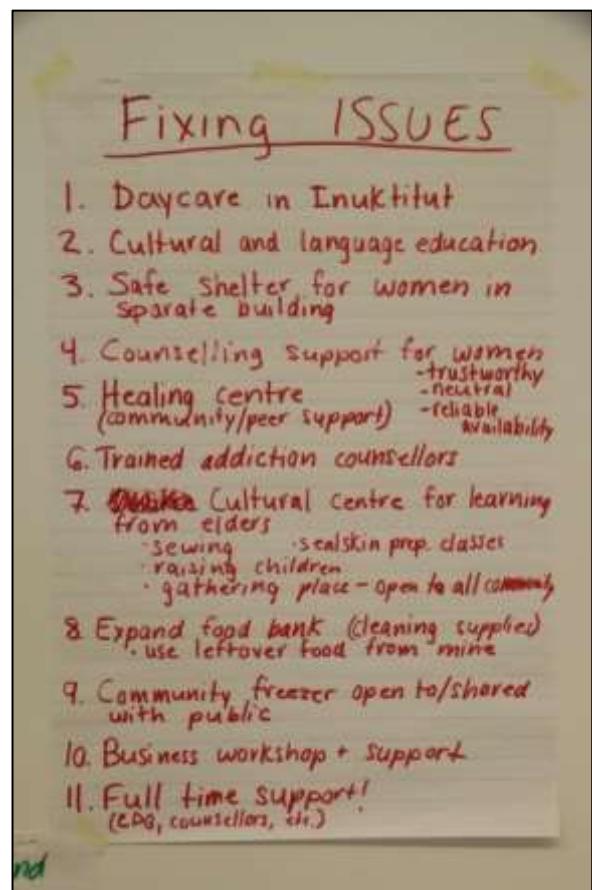 Fixing ISSUES
1. Daycare in Inuktitut
2. Cultural and language education
3. Safe shelter for women in
sparate building
4. Counselling support for women
-trustworthy
-neutral
-reliable
availability
5. Healing centre
(community/peer support)
6. Trained addiction counsellors
7. Cultural centre for learning
from elders
· sewing · sealskin prep. classes
· raising children
· gathering place - open to all
8. Expand food bank (cleaning supplies)
· use leftover food from mine
9. Community freezer open to/shared
with public
10. Business workshop + support
11. Full time support!
(EDO, counsellors, etc.)
nd